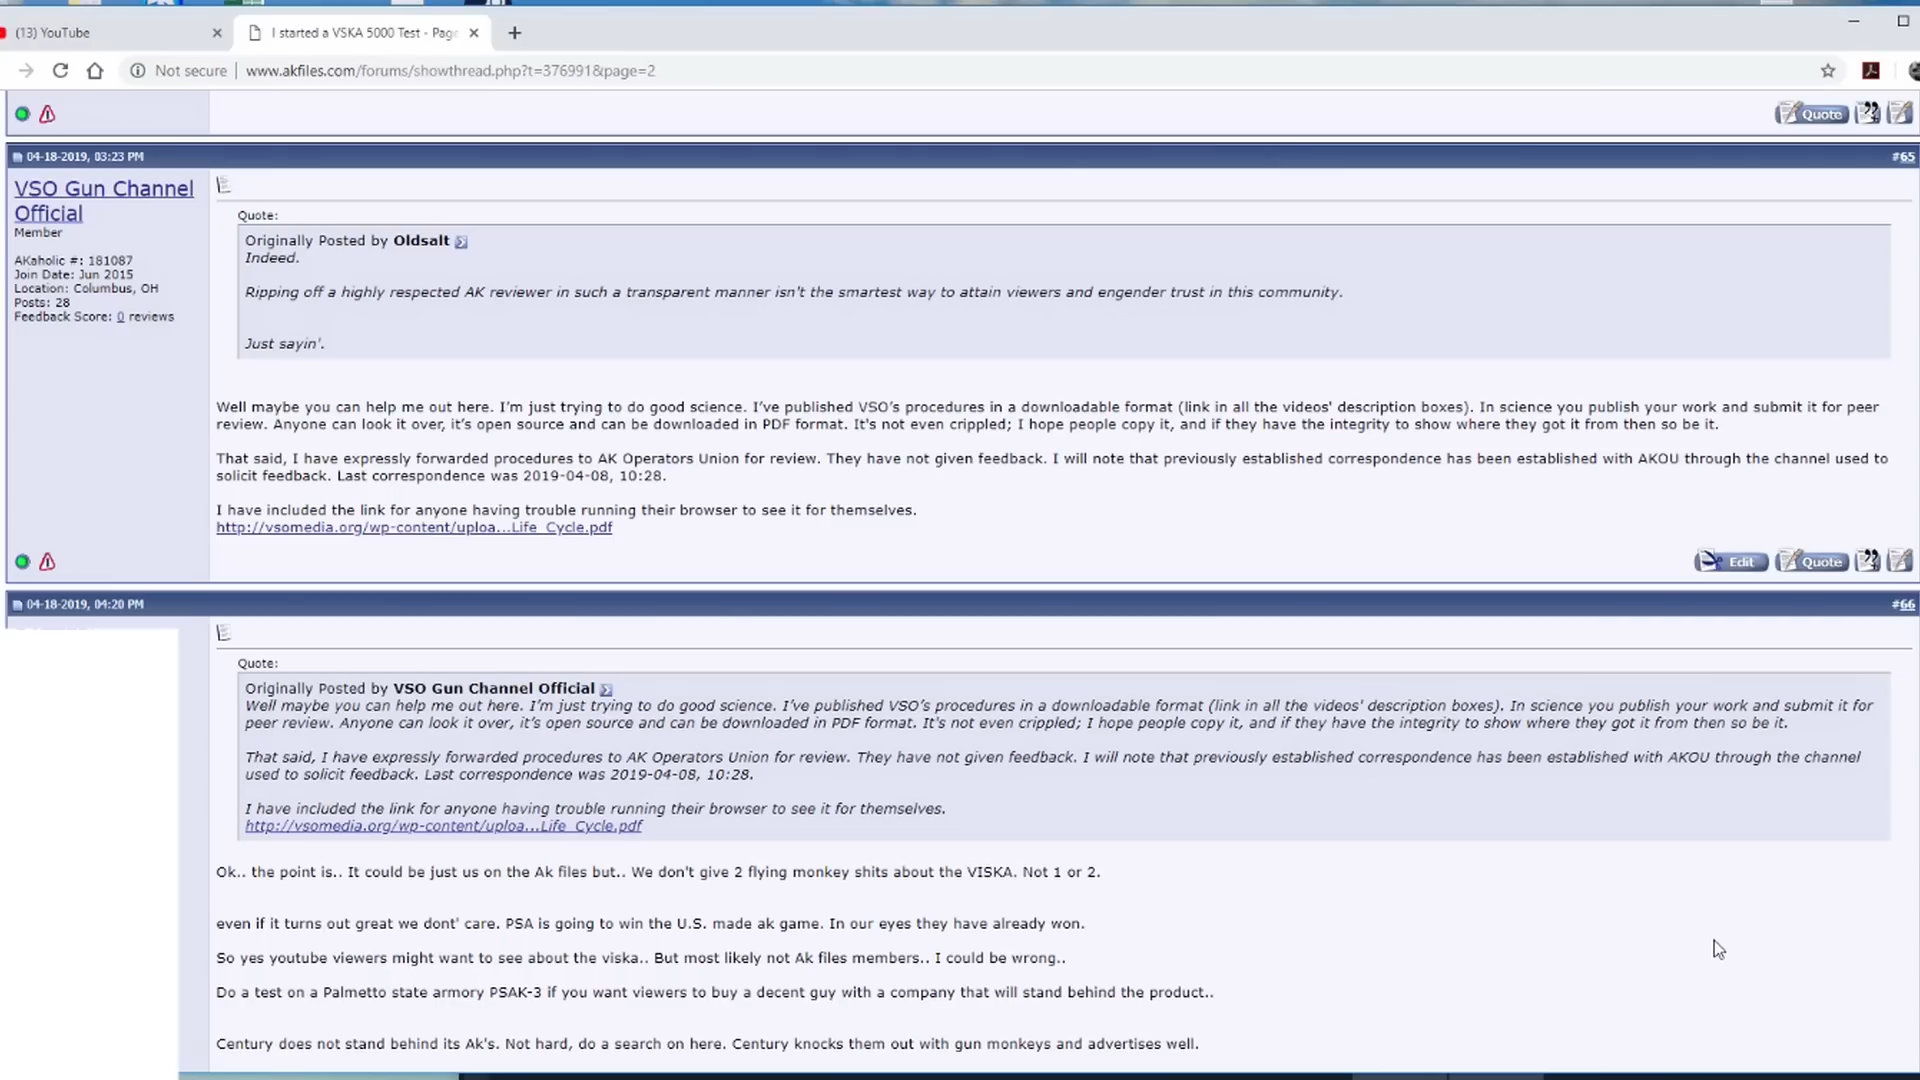 (13) YouTube
I started a VSKA 5000 Test - Page
Not secure
www.akfiles.com/forums/showthread.php?t=376991&page=2
Quote
04-18-2019, 03:23 PM
#65
VSO Gun Channel
Official
Member
AKaholic #: 181087
Join Date: Jun 2015
Location: Columbus, OH
Posts: 28
Feedback Score: 0 reviews
Quote:
Originally Posted by Oldsalt
Indeed.
Ripping off a highly respected AK reviewer in such a transparent manner isn't the smartest way to attain viewers and engender trust in this community.
Just sayin'.
Well maybe you can help me out here. I'm just trying to do good science. I've published VSO's procedures in a downloadable format (link in all the videos' description boxes). In science you publish your work and submit it for peer
review. Anyone can look it over, it's open source and can be downloaded in PDF format. It's not even crippled; I hope people copy it, and if they have the integrity to show where they got it from then so be it.
That said, I have expressly forwarded procedures to AK Operators Union for review. They have not given feedback. I will note that previously established correspondence has been established with AKOU through the channel used to
solicit feedback. Last correspondence was 2019-04-08, 10:28.
I have included the link for anyone having trouble running their browser to see it for themselves.
http://vsomedia.org/wp-content/uploa...Life_Cycle.pdf
Edit
Quote
04-18-2019, 04:20 PM
#66
Quote:
Originally Posted by VSO Gun Channel Official
Well maybe you can help me out here. I'm just trying to do good science. I've published VSO's procedures in a downloadable format (link in all the videos' description boxes). In science you publish your work and submit it for
peer review. Anyone can look it over, it's open source and can be downloaded in PDF format. It's not even crippled; I hope people copy it, and if they have the integrity to show where they got it from then so be it.
That said, I have expressly forwarded procedures to AK Operators Union for review. They have not given feedback. I will note that previously established correspondence has been established with AKOU through the channel
used to solicit feedback. Last correspondence was 2019-04-08, 10:28.
I have included the link for anyone having trouble running their browser to see it for themselves.
http://vsomedia.org/wp-content/uploa...Life_Cycle.pdf
Ok.. the point is.. It could be just us on the Ak files but.. We don't give 2 flying monkey shits about the VISKA. Not 1 or 2.
even if it turns out great we dont' care. PSA is going to win the U.S. made ak game. In our eyes they have already won.
So yes youtube viewers might want to see about the viska.. But most likely not Ak files members.. I could be wrong..
Do a test on a Palmetto state armory PSAK-3 if you want viewers to buy a decent guy with a company that will stand behind the product..
Century does not stand behind its Ak's. Not hard, do a search on here. Century knocks them out with gun monkeys and advertises well.